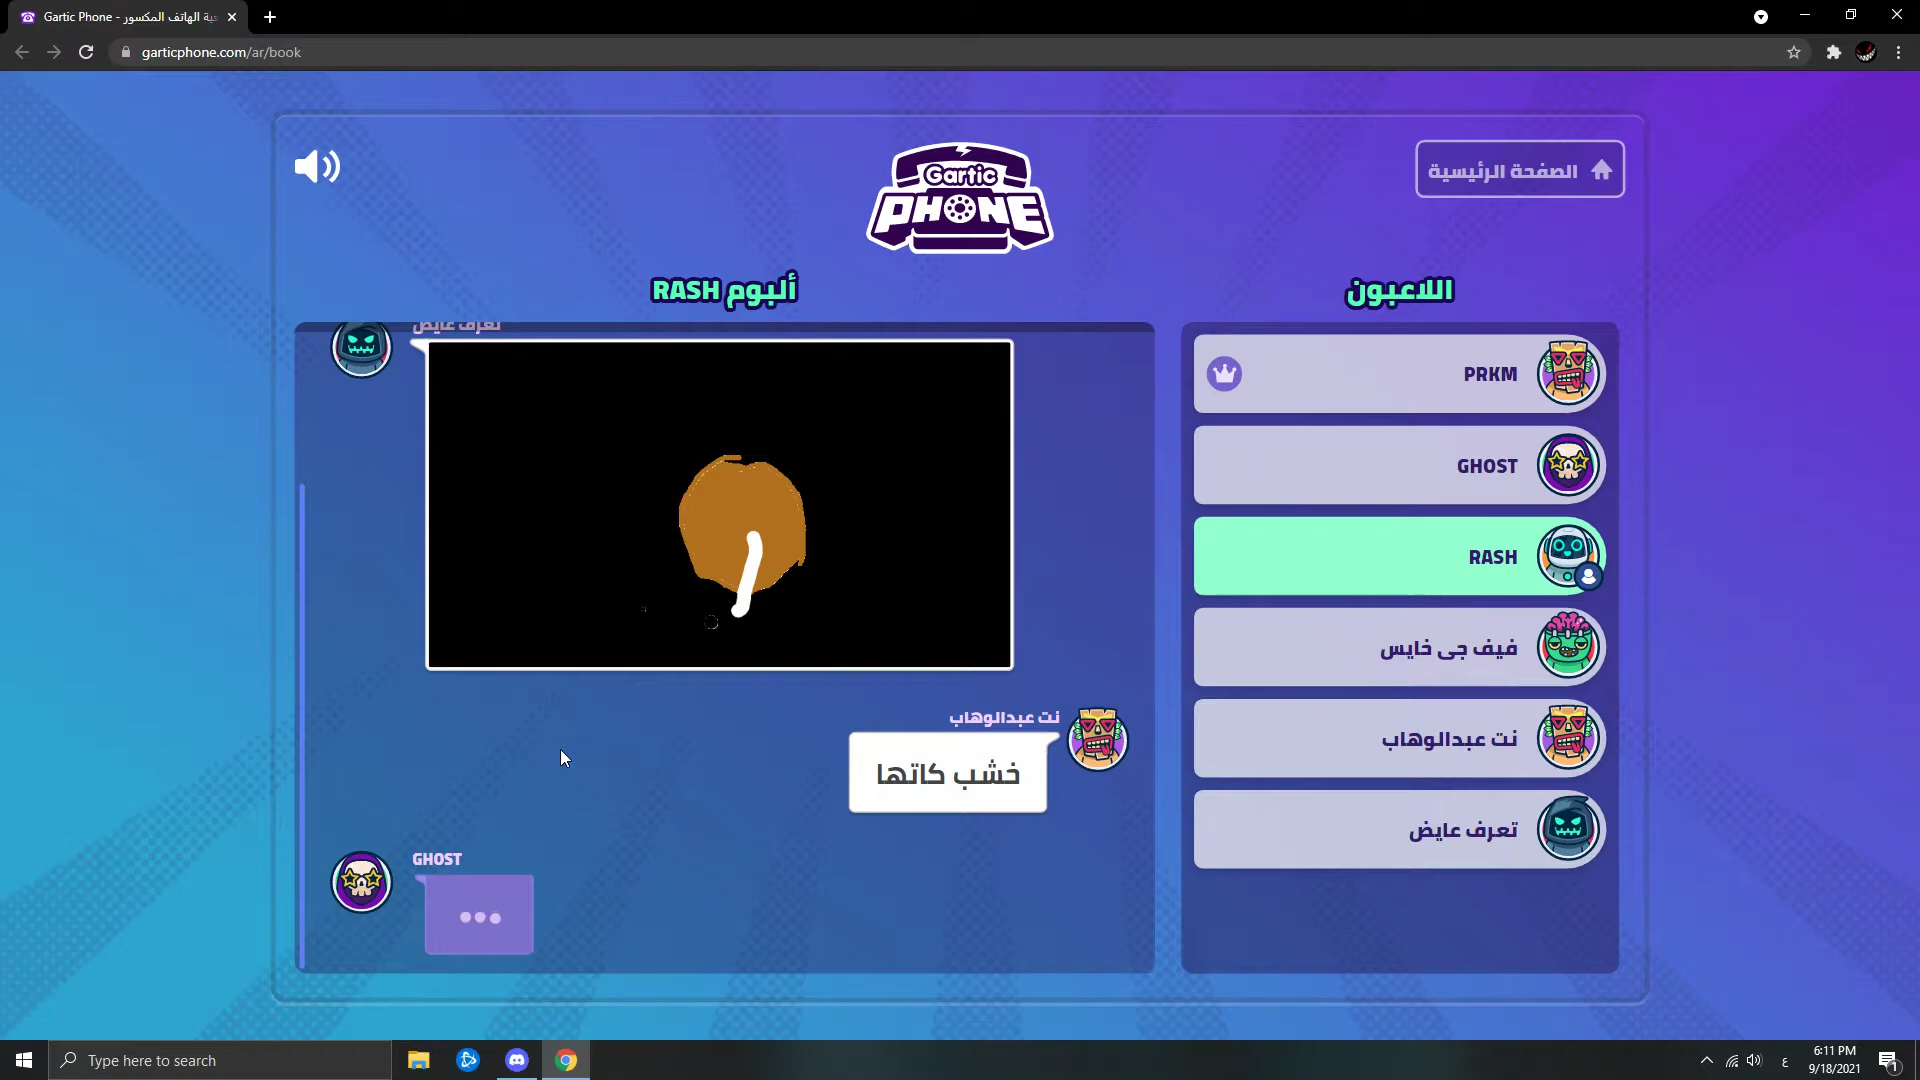 Gartic Phone - لعبة الهاتف المكسور
garticphone.com/ar/book
Gartic
PHONE
الصفحة الرئيسية
ألبوم RASH
اللاعبون
تعرف عايض
PRKM
GHOST
RASH
فيف جى خايس
نت عبدالوهاب
تعرف عايض
نت عبدالوهاب
خشب كاتها
GHOST
Type here to search
ع
6:11 PM
9/18/2021
1